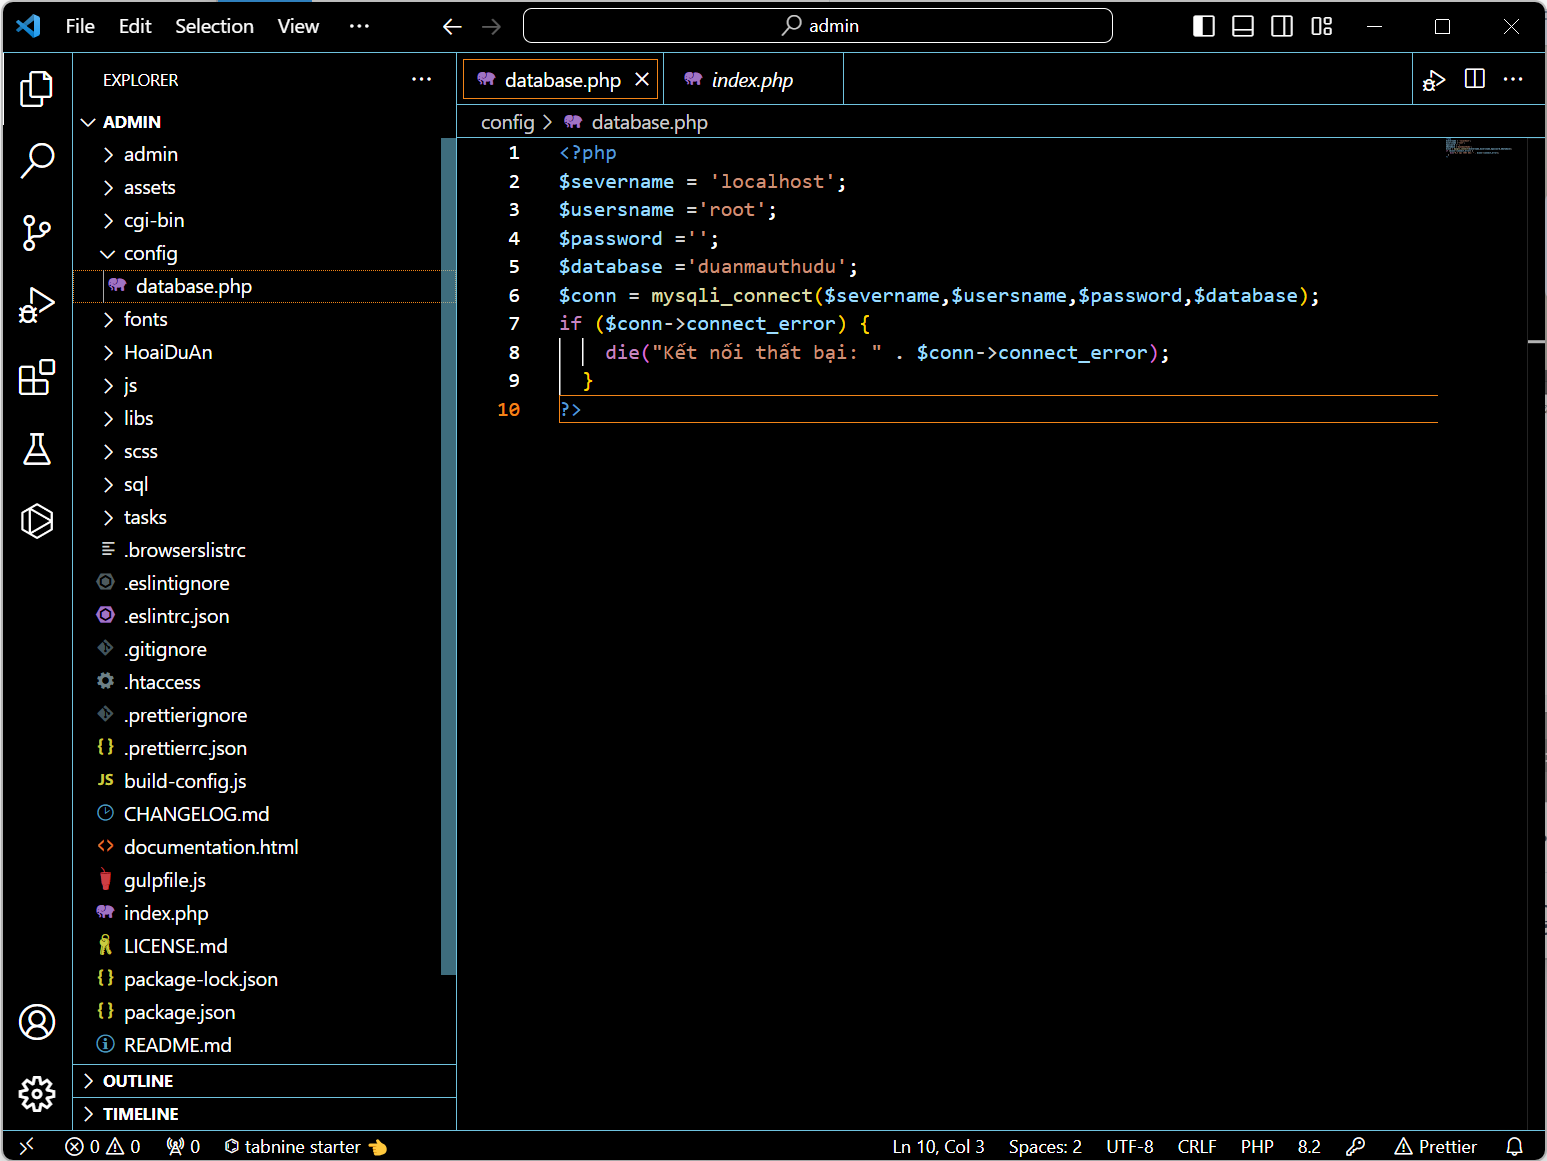 File Edit Selection View ··· admin
EXPLORER ···
ADMIN
admin
assets
cgi-bin
config
database.php
fonts
HoaiDuAn
js
libs
scss
sql
tasks
.browserslistrc
.eslintignore
.eslintrc.json
.gitignore
.htaccess
.prettierignore
{} .prettierrc.json
JS build-config.js
CHANGELOG.md
<> documentation.html
gulpfile.js
index.php
LICENSE.md
{} package-lock.json
{} package.json
README.md
OUTLINE
TIMELINE
database.php index.php ···
config > database.php
1 <?php
2 $severname = 'localhost';
3 $usersname ='root';
4 $password ='';
5 $database ='duanmauthudu';
6 $conn = mysqli_connect($severname,$usersname,$password,$database);
7 if ($conn->connect_error) {
8 die("Kết nối thất bại: " . $conn->connect_error);
9 }
10 ?>
0 0 0 tabnine starter Ln 10, Col 3 Spaces: 2 UTF-8 CRLF PHP 8.2 Prettier